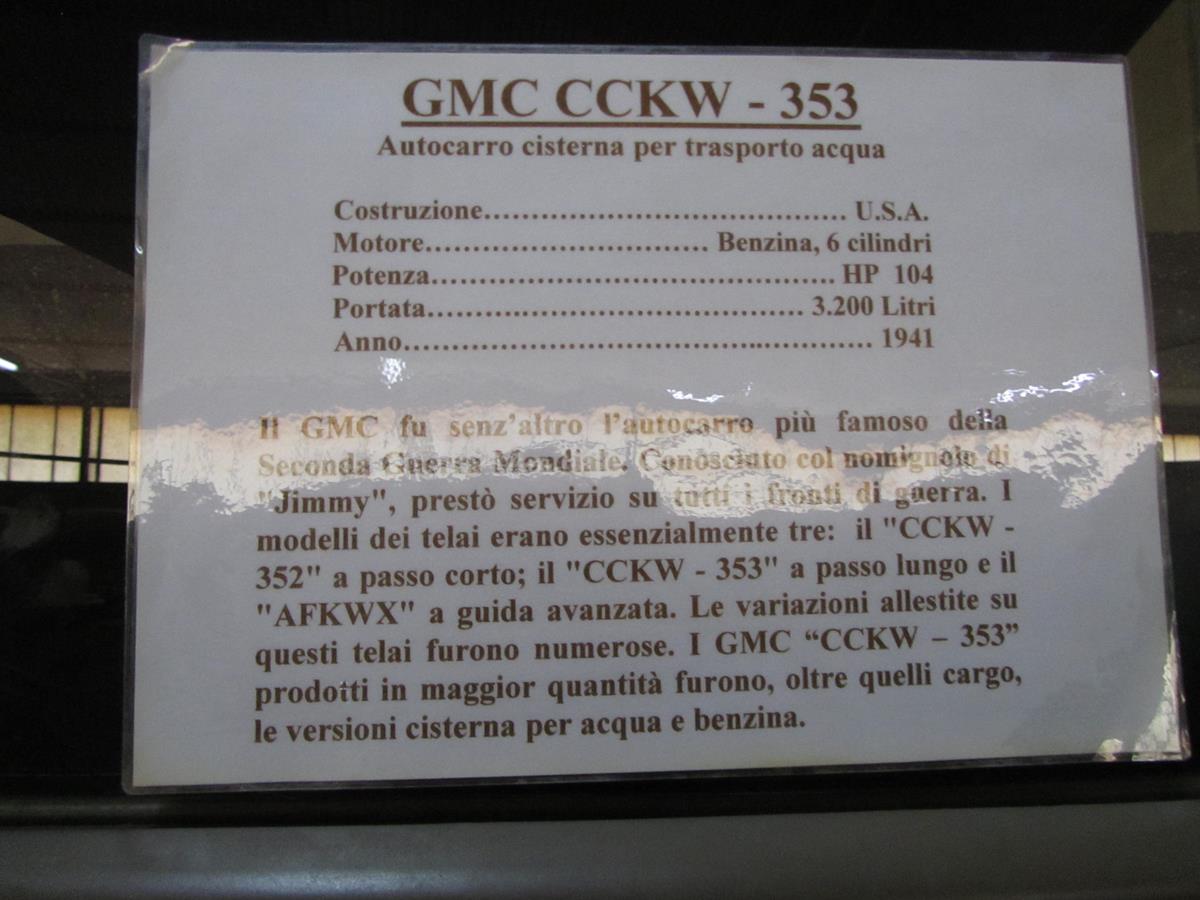 GMC CCKW - 353
Autocarro cisterna per trasporto acqua
Costruzione…………………………………… U.S.A.
Motore………………………… Benzina, 6 cilindri
Potenza………………………………………. HP 104
Portata………..………………………… 3.200 Litri
Anno………………………………..………… 1941
Il GMC fu senz’altro l’autocarro più famoso della
Seconda Guerra Mondiale. Conosciuto col nomignolo di
"Jimmy", prestò servizio su tutti i fronti di guerra. I
modelli dei telai erano essenzialmente tre: il "CCKW -
352" a passo corto; il "CCKW - 353" a passo lungo e il
"AFKWX" a guida avanzata. Le variazioni allestite su
questi telai furono numerose. I GMC “CCKW – 353”
prodotti in maggior quantità furono, oltre quelli cargo,
le versioni cisterna per acqua e benzina.